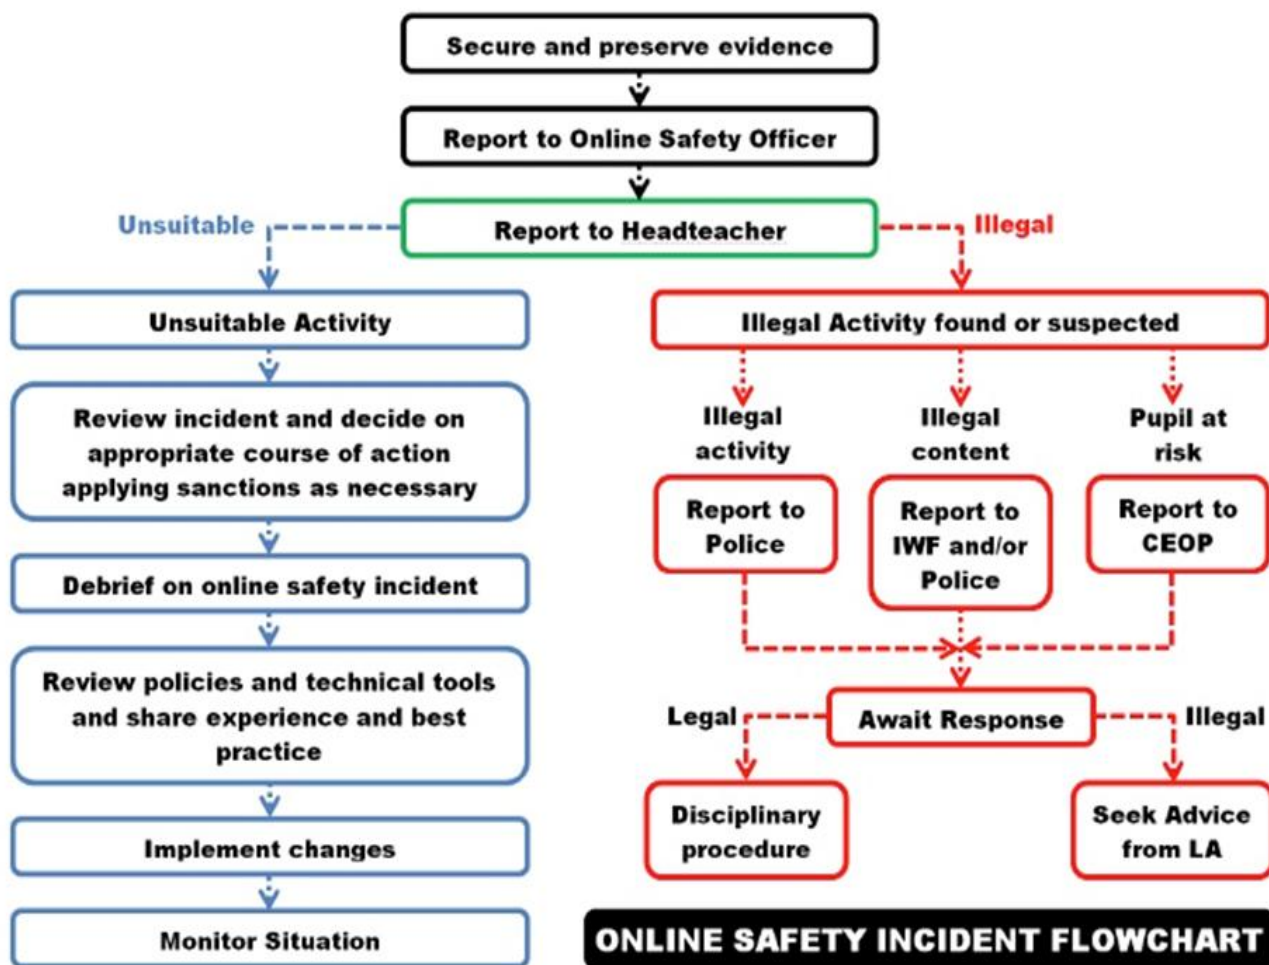 Secure and preserve evidence
Report to Online Safety Officer
Report to Headteacher
Unsuitable
Illegal
Unsuitable Activity
Review incident and decide on
appropriate course of action
applying sanctions as necessary
Debrief on online safety incident
Review policies and technical tools
and share experience and best
practice
Implement changes
Monitor Situation
Illegal Activity found or suspected
Illegal
activity
Report to
Police
Illegal
content
Report to
IWF and/or
Police
Pupil at
risk
Report to
CEOP
Await Response
Legal
Illegal
Disciplinary
procedure
Seek Advice
from LA
ONLINE SAFETY INCIDENT FLOWCHART